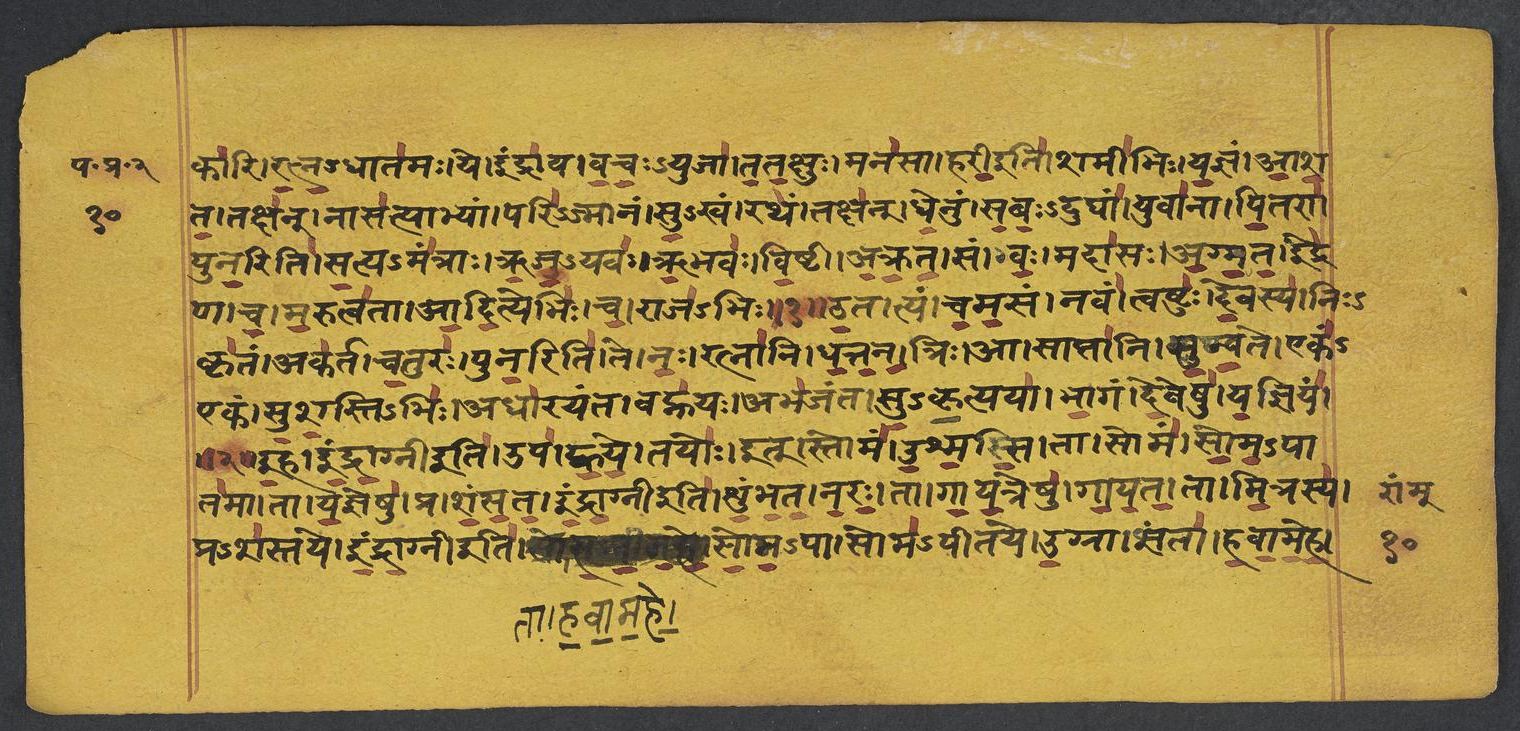 प॰प्र॰२
१०
कारि।रत्नऽधातमः।ये।इंद्राय।वचःऽयुजा।ततक्षुः।मनसा।हरीइति।शमीभिः।यज्ञं।आश
त।तक्षन्।नासत्याभ्यां।परिऽज्मानं।सुऽखं।रथं।तक्षन्।धेनुं।सबःऽदुघां।युवाना।पितरा।
पुनरिति।सत्यऽमंत्राः।ऋजुऽयवः।ऋभवः।विष्टी।अक्रत।सं।वः।मदासः।अग्मत।इंद्रे
ण।च।मरुत्वता।आदित्येभिः।च।राजऽभिः॥१॥उत।त्यं।चमसं।नवं।त्वष्टुः।देवस्य।निःऽ
कृतं।अकर्त।चतुरः।पुनरिति।ते।नः।रत्नानि।धत्तन।त्रिः।आ।साप्तानि।सुन्वते।एकंऽ
एकं।सुशस्तिऽभिः।अधारयंत।वह्नयः।अभजंत।सुऽकृत्यया।भागं।देवेषु।यज्ञियं।
॥२॥इह।इंद्राग्नीइति।उप।ह्वये।तयोः।इत्।स्तोमं।उश्मस्सि।ता।सोमं।सोमऽपा
तमा।ता।यज्ञेषु।प्र।शंसत।इंद्राग्नीइति।शुंभत।नरः।ता।गायत्रेषु।गायत।ता।मित्रस्य।
प्रऽशस्तये।इंद्राग्नीइति।सोमऽपा।सोमऽपीतये।उग्रा।संता।हवामहे।
रांमु
१०
ता।हवामहे।